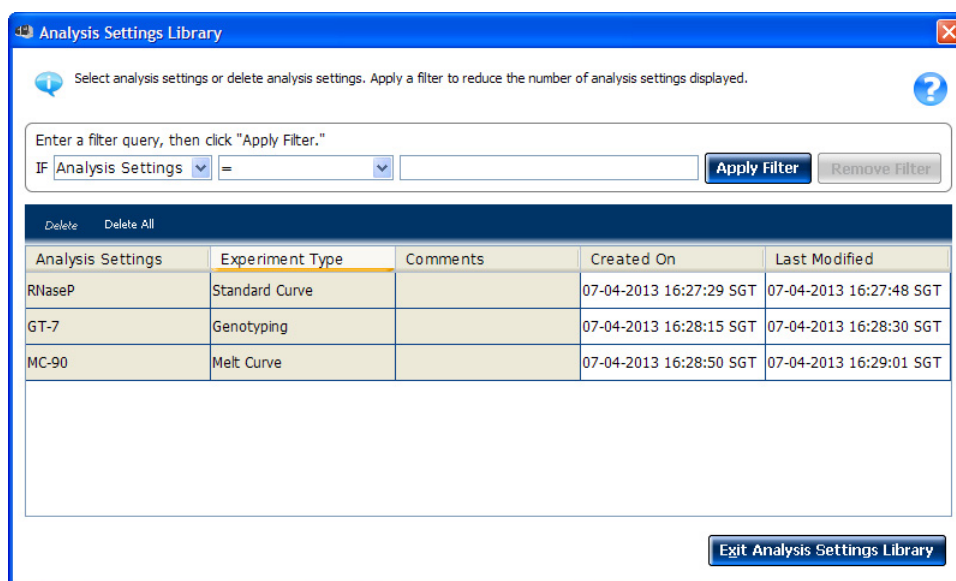 Analysis Settings Library
Select analysis settings or delete analysis settings. Apply a filter to reduce the number of analysis settings displayed.
?
Enter a filter query, then click "Apply Filter."
IF Analysis Settings = Apply Filter Remove Filter
Delete Delete All
Analysis Settings Experiment Type Comments Created On Last Modified
RNaseP Standard Curve 07-04-2013 16:27:29 SGT 07-04-2013 16:27:48 SGT
GT-7 Genotyping 07-04-2013 16:28:15 SGT 07-04-2013 16:28:30 SGT
MC-90 Melt Curve 07-04-2013 16:28:50 SGT 07-04-2013 16:29:01 SGT
Exit Analysis Settings Library